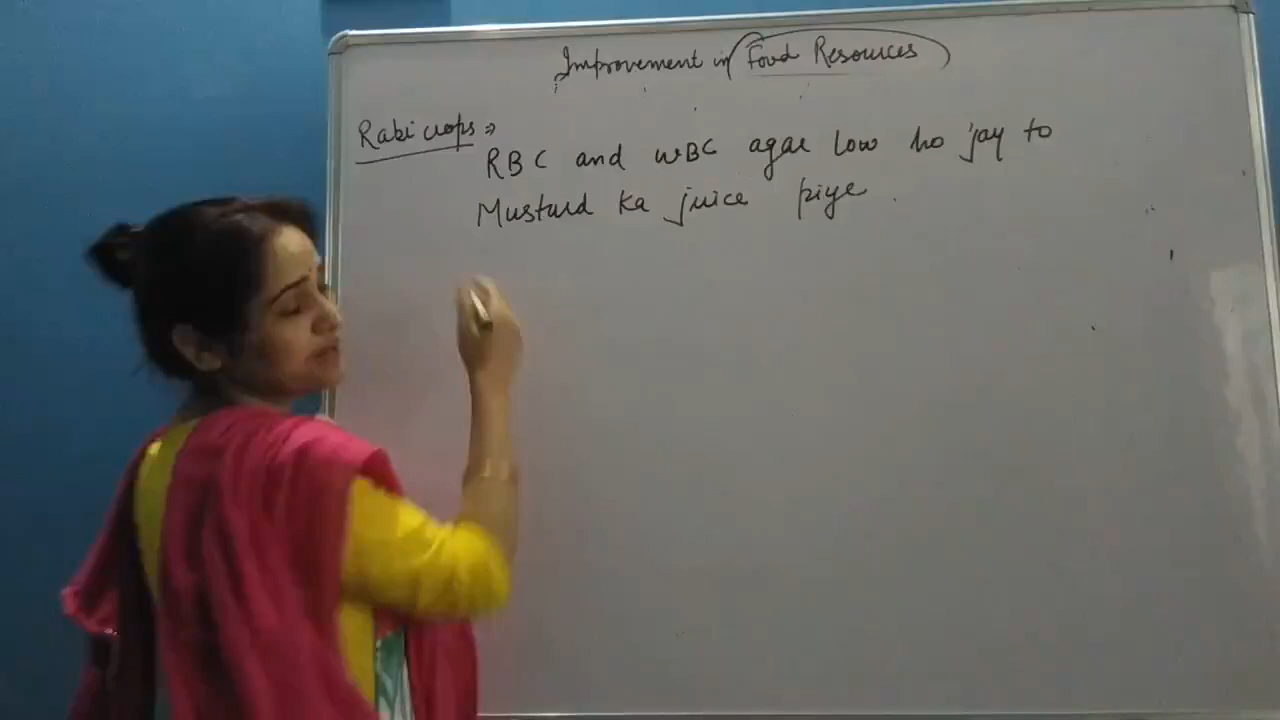 Improvement in Food Resources
Rabi crops ⇒
RBC and WBC agar low ho jay to
Mustard ka juice piye.